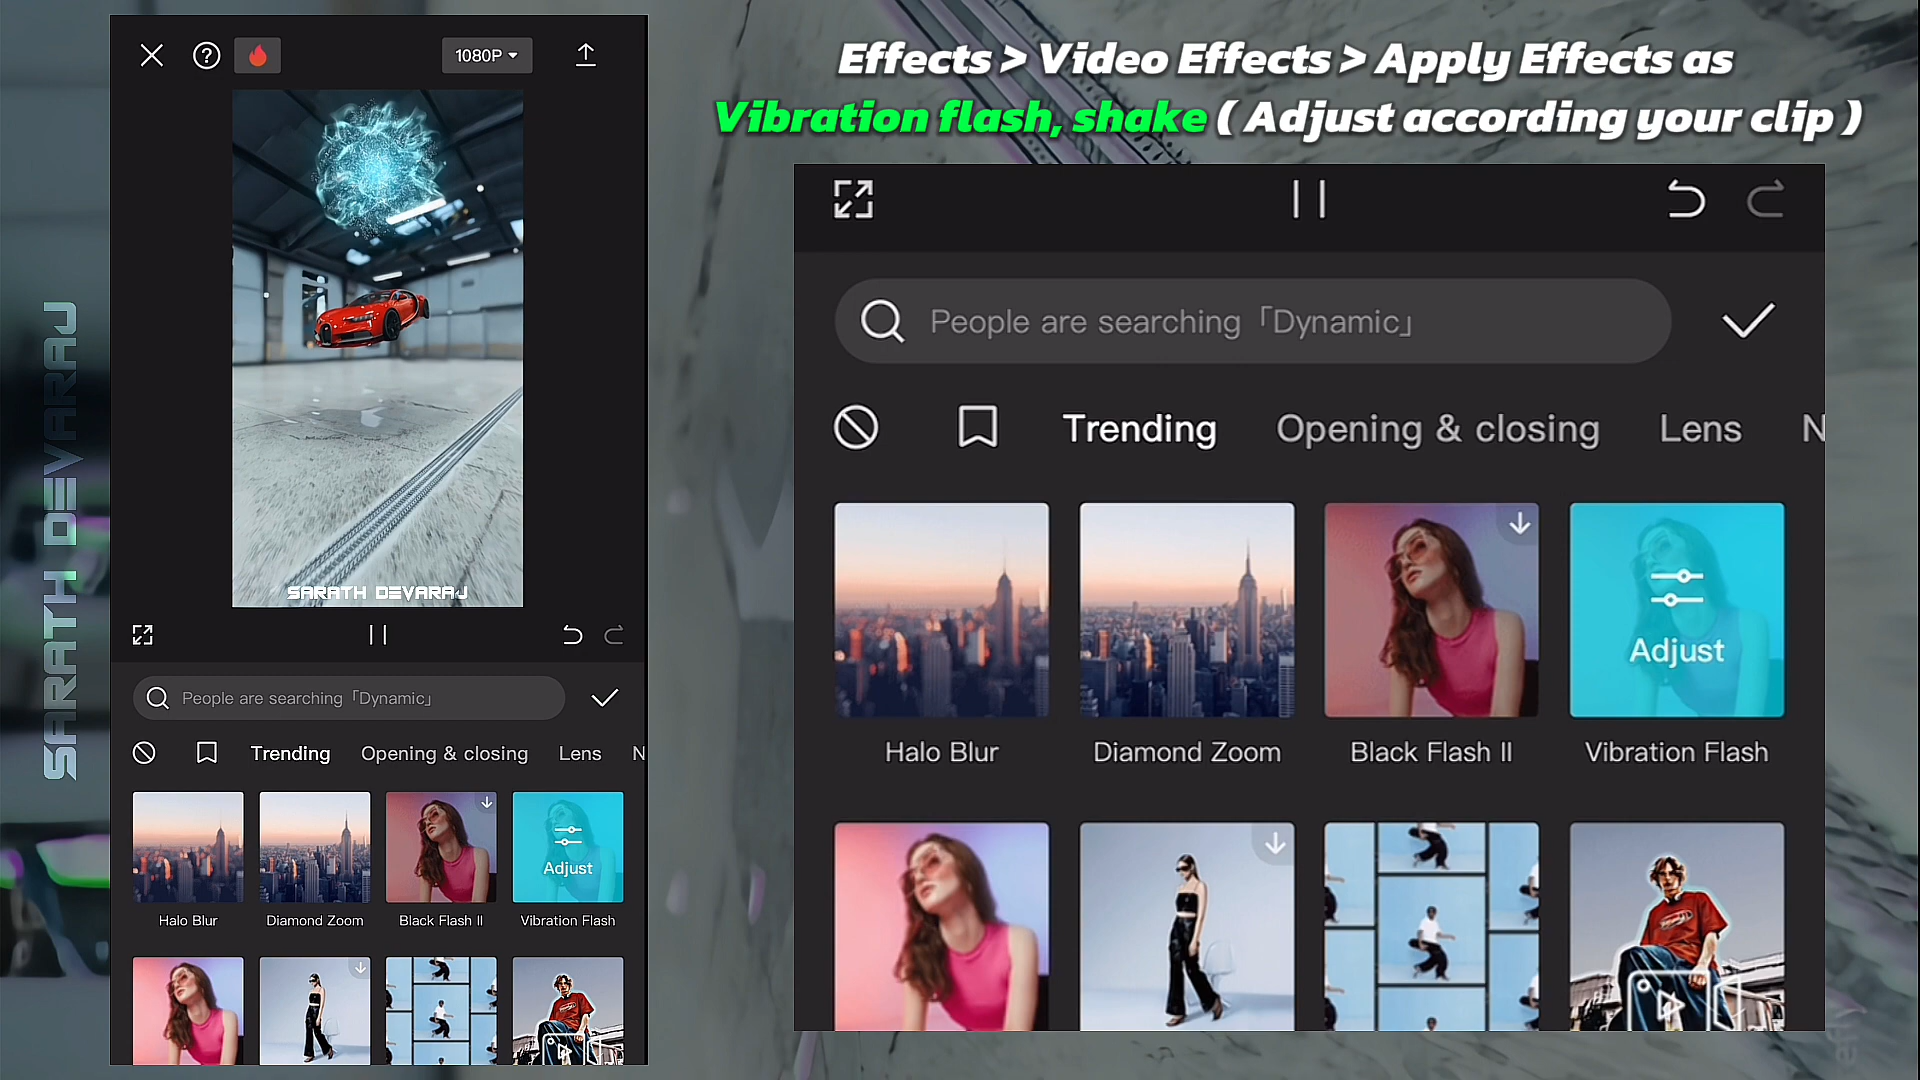 Effects > Video Effects > Apply Effects as
Vibration flash, shake ( Adjust according your clip )
SARATH DEVARAJ
1080P
SARATH DEVARAJ
People are searching「Dynamic」
Trending Opening & closing Lens N
Adjust
Halo Blur Diamond Zoom Black Flash II Vibration Flash
People are searching「Dynamic」
Trending Opening & closing Lens N
Adjust
Halo Blur Diamond Zoom Black Flash II Vibration Flash